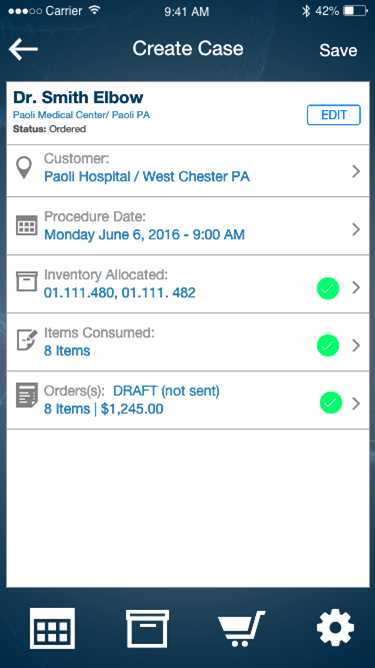 Carrier 9:41 AM 42%
Create Case Save
Dr. Smith Elbow
Paoli Medical Center/ Paoli PA
EDIT
Status: Ordered
Customer:
Paoli Hospital / West Chester PA
Procedure Date:
Monday June 6, 2016 - 9:00 AM
Inventory Allocated:
01.111.480, 01.111. 482
Items Consumed:
8 Items
Orders(s): DRAFT (not sent)
8 Items | $1,245.00